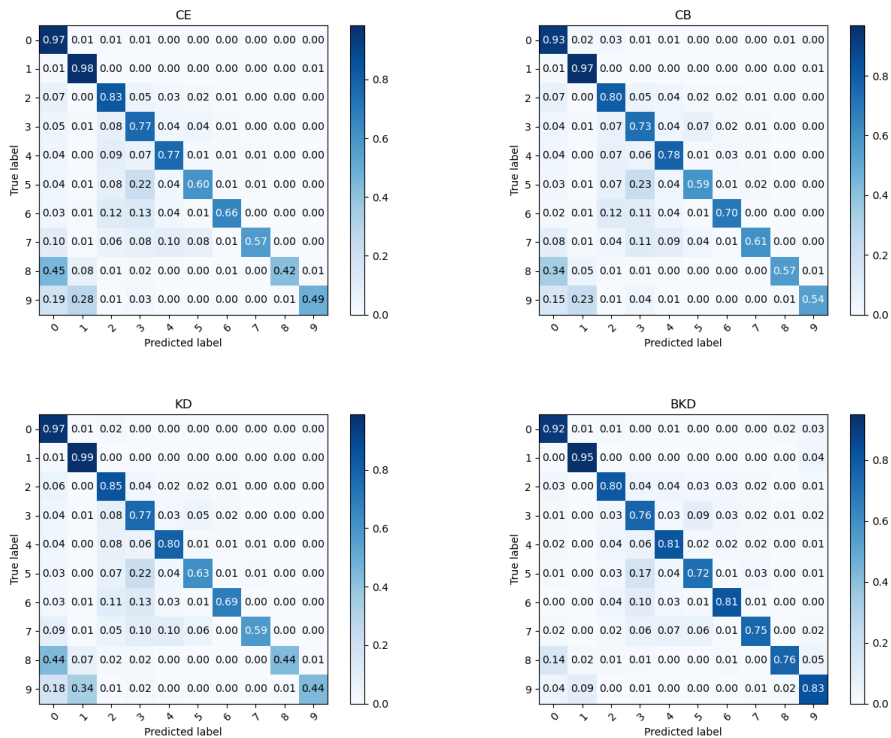 CE
0 0.97 0.01 0.01 0.01 0.00 0.00 0.00 0.00 0.00 0.00
1 0.01 0.98 0.00 0.00 0.00 0.00 0.00 0.00 0.00 0.01
2 0.07 0.00 0.83 0.05 0.03 0.02 0.01 0.00 0.00 0.00
3 0.05 0.01 0.08 0.77 0.04 0.04 0.01 0.00 0.00 0.00
4 0.04 0.00 0.09 0.07 0.77 0.01 0.01 0.01 0.00 0.00
5 0.04 0.01 0.08 0.22 0.04 0.60 0.01 0.01 0.00 0.00
6 0.03 0.01 0.12 0.13 0.04 0.01 0.66 0.00 0.00 0.00
7 0.10 0.01 0.06 0.08 0.10 0.08 0.01 0.57 0.00 0.00
8 0.45 0.08 0.01 0.02 0.00 0.00 0.00 0.00 0.42 0.01
9 0.19 0.28 0.01 0.03 0.00 0.00 0.00 0.00 0.01 0.49
0 1 2 3 4 5 6 7 8 9
Predicted label
True label
0.8
0.6
0.4
0.2
0.0
CB
0 0.93 0.02 0.03 0.01 0.01 0.00 0.00 0.00 0.01 0.00
1 0.01 0.97 0.00 0.00 0.00 0.00 0.00 0.00 0.00 0.01
2 0.07 0.00 0.80 0.05 0.04 0.02 0.02 0.01 0.00 0.00
3 0.04 0.01 0.07 0.73 0.04 0.07 0.02 0.01 0.00 0.00
4 0.04 0.00 0.07 0.06 0.78 0.01 0.03 0.01 0.00 0.00
5 0.03 0.01 0.07 0.23 0.04 0.59 0.01 0.02 0.00 0.00
6 0.02 0.01 0.12 0.11 0.04 0.01 0.70 0.00 0.00 0.00
7 0.08 0.01 0.04 0.11 0.09 0.04 0.01 0.61 0.00 0.00
8 0.34 0.05 0.01 0.01 0.00 0.00 0.00 0.00 0.57 0.01
9 0.15 0.23 0.01 0.04 0.01 0.00 0.00 0.00 0.01 0.54
0 1 2 3 4 5 6 7 8 9
Predicted label
True label
0.8
0.6
0.4
0.2
0.0
KD
0 0.97 0.01 0.02 0.00 0.00 0.00 0.00 0.00 0.00 0.00
1 0.01 0.99 0.00 0.00 0.00 0.00 0.00 0.00 0.00 0.00
2 0.06 0.00 0.85 0.04 0.02 0.02 0.01 0.00 0.00 0.00
3 0.04 0.01 0.08 0.77 0.03 0.05 0.02 0.00 0.00 0.00
4 0.04 0.00 0.08 0.06 0.80 0.01 0.01 0.01 0.00 0.00
5 0.03 0.00 0.07 0.22 0.04 0.63 0.01 0.01 0.00 0.00
6 0.03 0.01 0.11 0.13 0.03 0.01 0.69 0.00 0.00 0.00
7 0.09 0.01 0.05 0.10 0.10 0.06 0.00 0.59 0.00 0.00
8 0.44 0.07 0.02 0.02 0.00 0.00 0.00 0.00 0.44 0.01
9 0.18 0.34 0.01 0.02 0.00 0.00 0.00 0.00 0.01 0.44
0 1 2 3 4 5 6 7 8 9
Predicted label
True label
0.8
0.6
0.4
0.2
0.0
BKD
0 0.92 0.01 0.01 0.00 0.01 0.00 0.00 0.00 0.02 0.03
1 0.00 0.95 0.00 0.00 0.00 0.00 0.00 0.00 0.00 0.04
2 0.03 0.00 0.80 0.04 0.04 0.03 0.03 0.02 0.00 0.01
3 0.01 0.00 0.03 0.76 0.03 0.09 0.03 0.02 0.00 0.02
4 0.01 0.00 0.04 0.06 0.81 0.02 0.02 0.02 0.00 0.01
5 0.01 0.00 0.03 0.17 0.04 0.72 0.01 0.03 0.00 0.01
6 0.00 0.00 0.04 0.10 0.03 0.01 0.81 0.00 0.00 0.00
7 0.02 0.00 0.02 0.06 0.07 0.06 0.01 0.75 0.00 0.02
8 0.14 0.02 0.01 0.01 0.01 0.00 0.00 0.00 0.76 0.05
9 0.04 0.09 0.00 0.01 0.00 0.00 0.00 0.01 0.02 0.83
0 1 2 3 4 5 6 7 8 9
Predicted label
True label
0.8
0.6
0.4
0.2
0.0